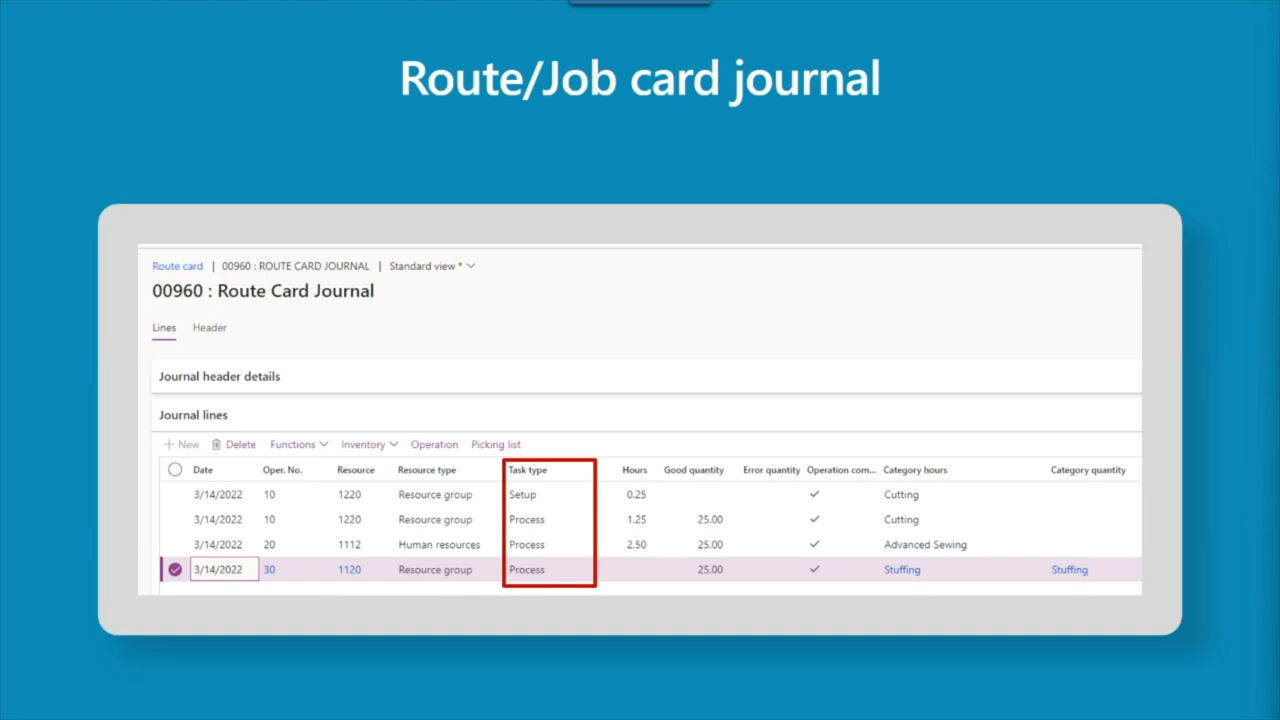 Route/Job card journal
Route card | 00960 : ROUTE CARD JOURNAL | Standard view *
00960 : Route Card Journal
Lines Header
Journal header details
Journal lines
+ New Delete Functions Inventory Operation Picking list
Date Oper. No. Resource Resource type Task type Hours Good quantity Error quantity Operation com... Category hours Category quantity
3/14/2022 10 1220 Resource group Setup 0.25 Cutting
3/14/2022 10 1220 Resource group Process 1.25 25.00 Cutting
3/14/2022 20 1112 Human resources Process 2.50 25.00 Advanced Sewing
3/14/2022 30 1120 Resource group Process 25.00 Stuffing Stuffing